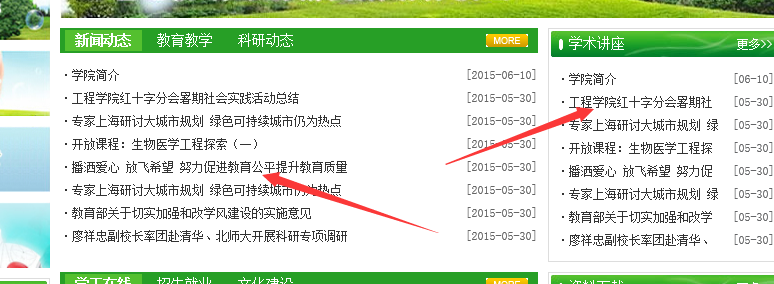 新闻动态 教育教学 科研动态 MORE
·学院简介 [2015-06-10]
·工程学院红十字分会署期社会实践活动总结 [2015-05-30]
·专家上海研讨大城市规划 绿色可持续城市仍为热点 [2015-05-30]
·开放课程：生物医学工程探索（一） [2015-05-30]
·播洒爱心 放飞希望 努力促进教育公平提升教育质量 [2015-05-30]
·专家上海研讨大城市规划 绿色可持续城市仍为热点 [2015-05-30]
·教育部关于切实加强和改学风建设的实施意见 [2015-05-30]
·廖祥忠副校长率团赴清华、北师大开展科研专项调研 [2015-05-30]
学工在线 招生就业 文化建设
学术讲座 更多>>
·学院简介 [06-10]
·工程学院红十字分会署期社 [05-30]
·专家上海研讨大城市规划 绿 [05-30]
·开放课程：生物医学工程探 [05-30]
·播洒爱心 放飞希望 努力促 [05-30]
·专家上海研讨大城市规划 绿 [05-30]
·教育部关于切实加强和改学 [05-30]
·廖祥忠副校长率团赴清华、 [05-30]